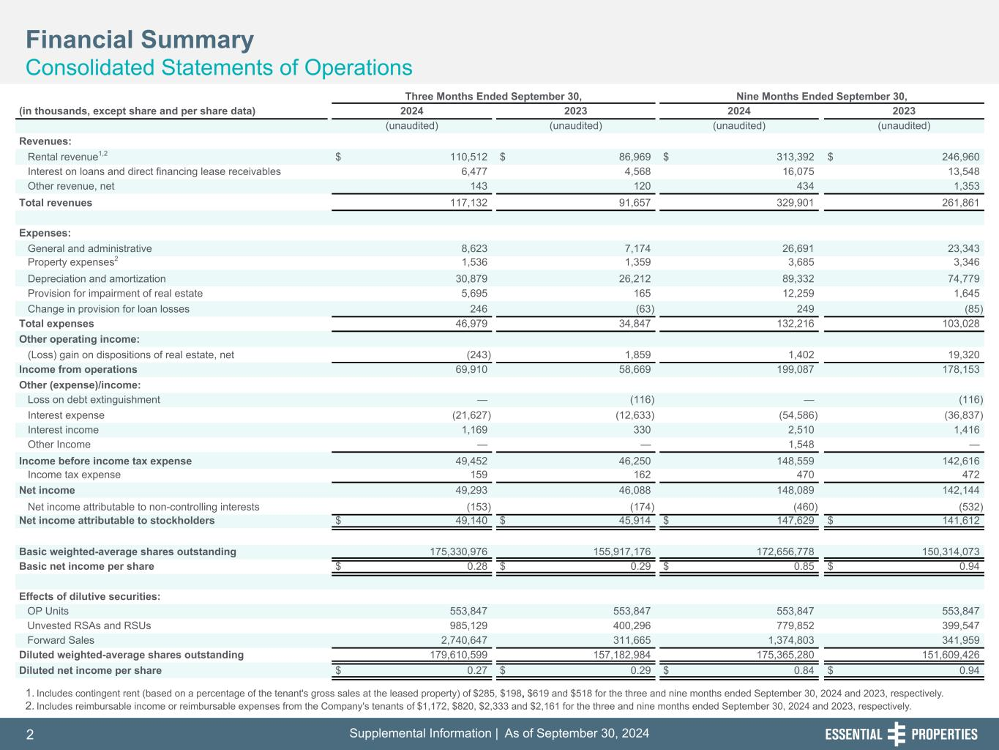 Financial Summary
Consolidated Statements of Operations
Three Months Ended September 30, Nine Months Ended September 30,
(in thousands, except share and per share data) 2024 2023 2024 2023
(unaudited) (unaudited) (unaudited) (unaudited)
Revenues:
Rental revenue1,2 $ 110,512 $ 86,969 $ 313,392 $ 246,960
Interest on loans and direct financing lease receivables 6,477 4,568 16,075 13,548
Other revenue, net 143 120 434 1,353
Total revenues 117,132 91,657 329,901 261,861
Expenses:
General and administrative 8,623 7,174 26,691 23,343
Property expenses2 1,536 1,359 3,685 3,346
Depreciation and amortization 30,879 26,212 89,332 74,779
Provision for impairment of real estate 5,695 165 12,259 1,645
Change in provision for loan losses 246 (63) 249 (85)
Total expenses 46,979 34,847 132,216 103,028
Other operating income:
(Loss) gain on dispositions of real estate, net (243) 1,859 1,402 19,320
Income from operations 69,910 58,669 199,087 178,153
Other (expense)/income:
Loss on debt extinguishment — (116) — (116)
Interest expense (21,627) (12,633) (54,586) (36,837)
Interest income 1,169 330 2,510 1,416
Other Income — — 1,548 —
Income before income tax expense 49,452 46,250 148,559 142,616
Income tax expense 159 162 470 472
Net income 49,293 46,088 148,089 142,144
Net income attributable to non-controlling interests (153) (174) (460) (532)
Net income attributable to stockholders $ 49,140 $ 45,914 $ 147,629 $ 141,612
Basic weighted-average shares outstanding 175,330,976 155,917,176 172,656,778 150,314,073
Basic net income per share $ 0.28 $ 0.29 $ 0.85 $ 0.94
Effects of dilutive securities:
OP Units 553,847 553,847 553,847 553,847
Unvested RSAs and RSUs 985,129 400,296 779,852 399,547
Forward Sales 2,740,647 311,665 1,374,803 341,959
Diluted weighted-average shares outstanding 179,610,599 157,182,984 175,365,280 151,609,426
Diluted net income per share $ 0.27 $ 0.29 $ 0.84 $ 0.94
1. Includes contingent rent (based on a percentage of the tenant's gross sales at the leased property) of $285, $198, $619 and $518 for the three and nine months ended September 30, 2024 and 2023, respectively.
2. Includes reimbursable income or reimbursable expenses from the Company's tenants of $1,172, $820, $2,333 and $2,161 for the three and nine months ended September 30, 2024 and 2023, respectively.
2 Supplemental Information | As of September 30, 2024 ESSENTIAL PROPERTIES